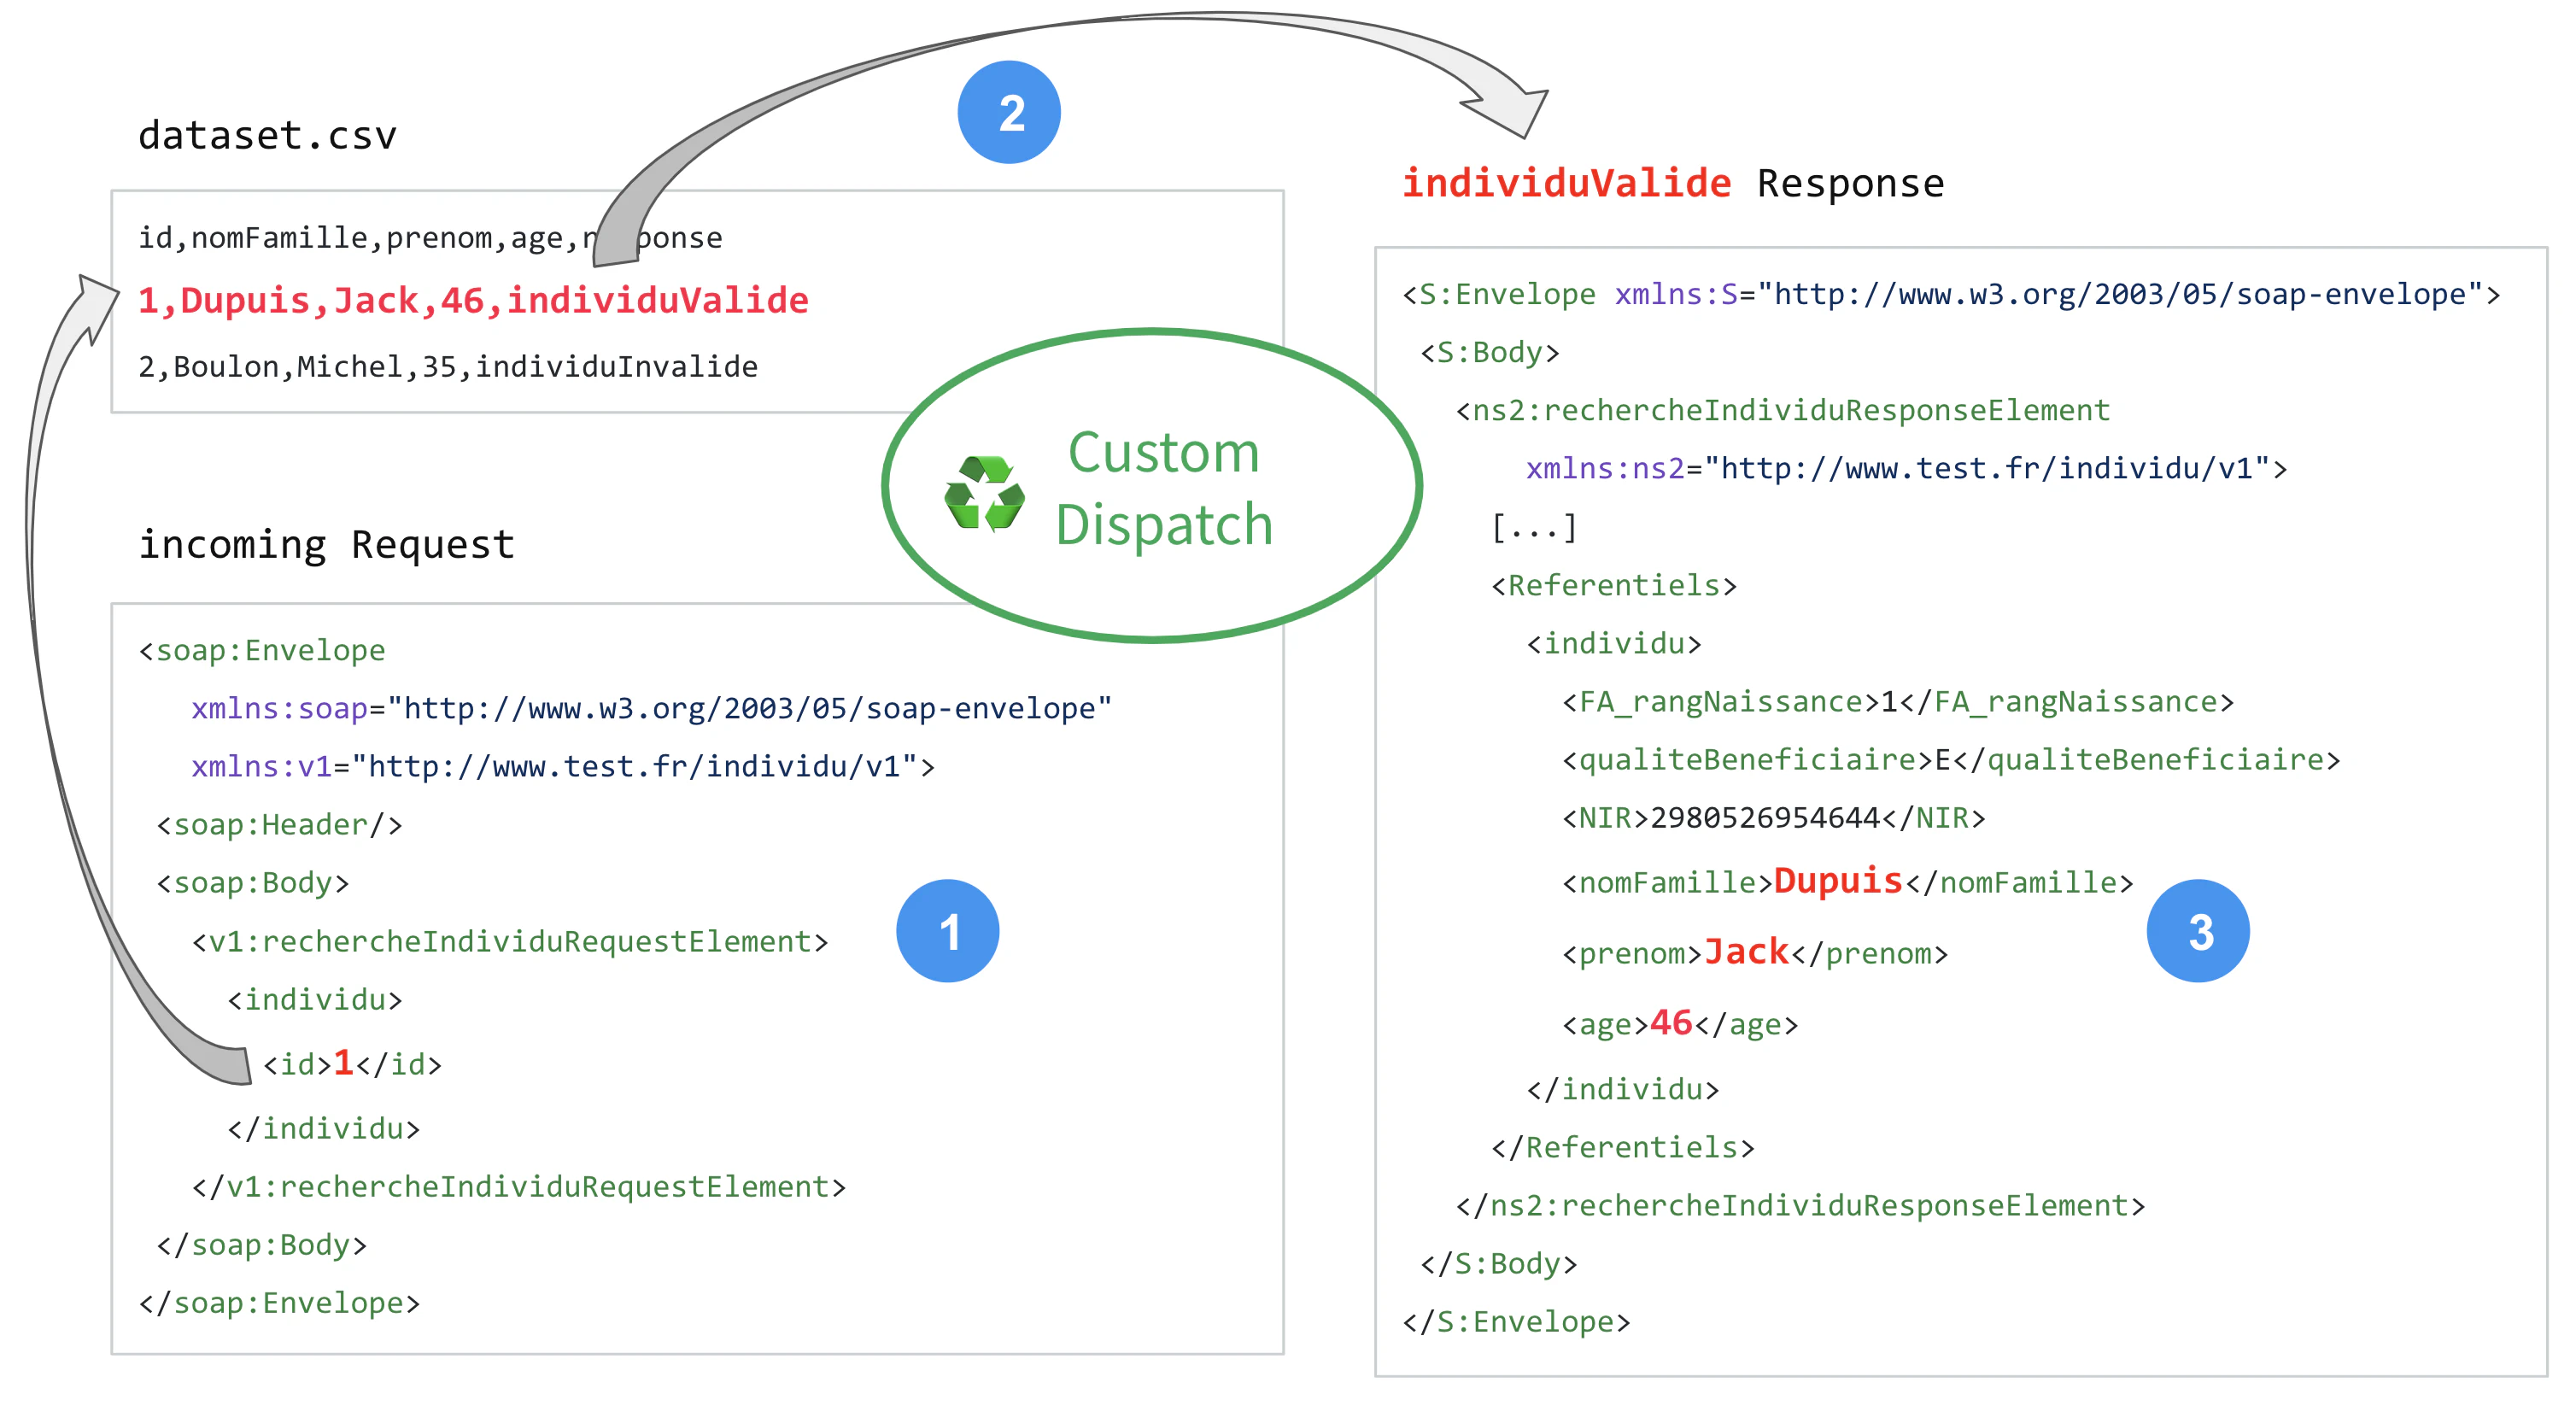 dataset.csv
id,nomFamille,prenom,age,
1,Dupuis,Jack,46,individuValide
2,Boulon,Michel,35,individuInvalide
incoming Request
<soap:Envelope
xmlns:soap="http://www.w3.org/2003/05/soap-envelope"
xmlns:v1="http://www.test.fr/individu/v1">
<soap:Header/>
<soap:Body>
<v1:rechercheIndividuRequestElement>
<individu>
<id>1</id>
</individu>
</v1:rechercheIndividuRequestElement>
</soap:Body>
</soap:Envelope>
1
2
Custom
Dispatch
individuValide Response
<S:Envelope xmlns:S="http://www.w3.org/2003/05/soap-envelope">
<S:Body>
<ns2:rechercheIndividuResponseElement
xmlns:ns2="http://www.test.fr/individu/v1">
[...]
<Referentiels>
<individu>
<FA_rangNaissance>1</FA_rangNaissance>
<qualiteBeneficiaire>E</qualiteBeneficiaire>
<NIR>2980526954644</NIR>
<nomFamille>Dupuis</nomFamille>
<prenom>Jack</prenom>
<age>46</age>
</individu>
</Referentiels>
</ns2:rechercheIndividuResponseElement>
</S:Body>
</S:Envelope>
3